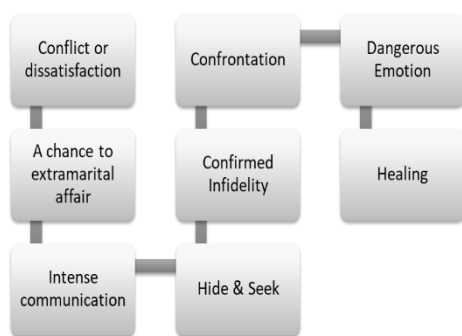 Conflict or
dissatisfaction
A chance to
extramarital
affair
Intense
communication
Hide & Seek
Confirmed
Infidelity
Confrontation
Dangerous
Emotion
Healing